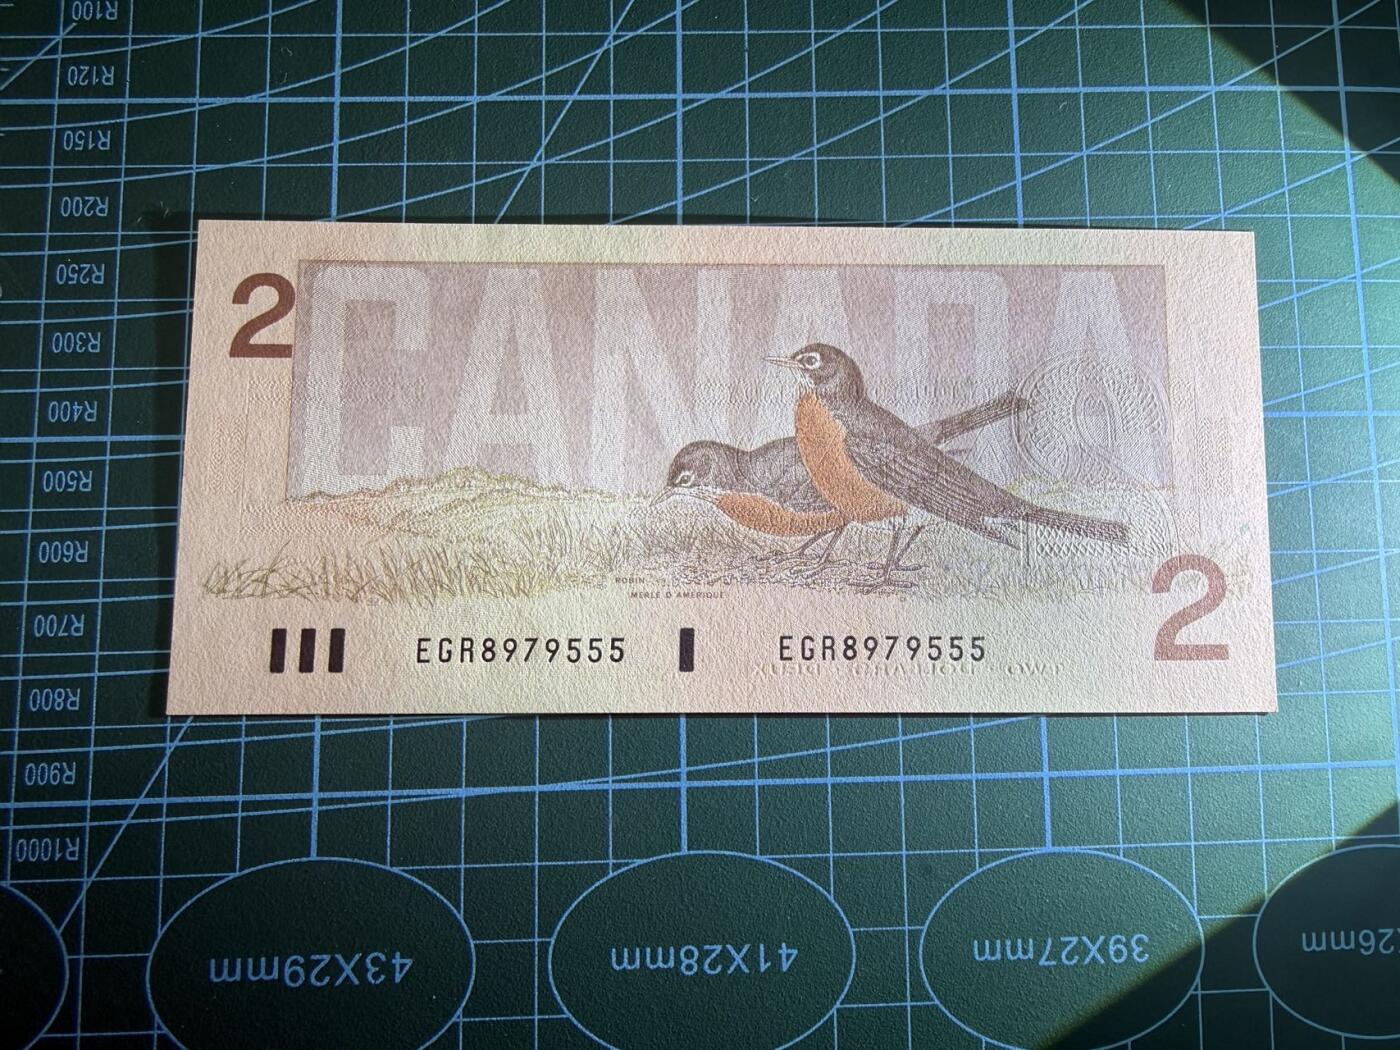 R100
R120
R150
R200
R250
R300
R400
R500
R600
R700
R800
R900
R1000
2
CANADA
ROBIN
MERLE D'AMÉRIQUE
2
EGR8979555
EGR8979555
43X29mm
41X28mm
39X27mm
26mm